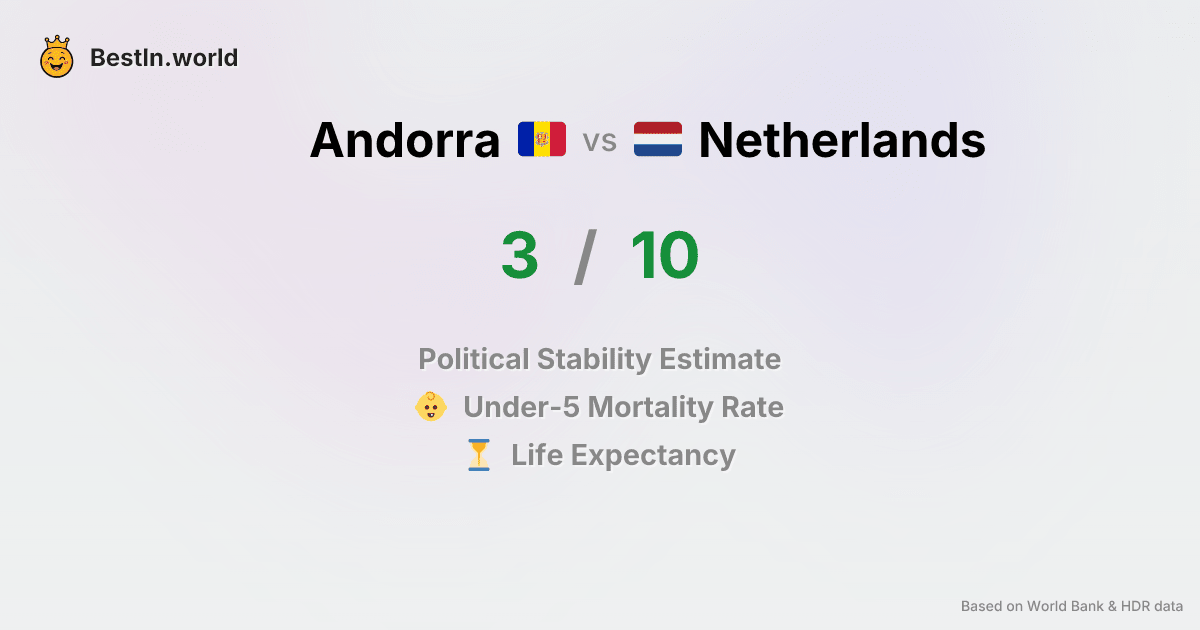 BestIn.world
Andorra vs Netherlands
3 / 10
Political Stability Estimate
Under-5 Mortality Rate
Life Expectancy
Based on World Bank & HDR data